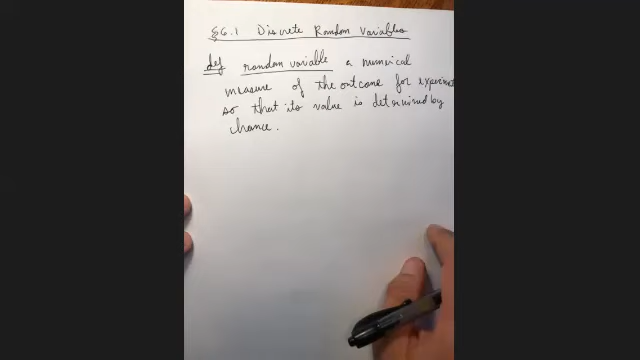 §6.1 Discrete Random Variables
def random variable a numerical
measure of the outcome for experiment
so that its value is determined by
chance.